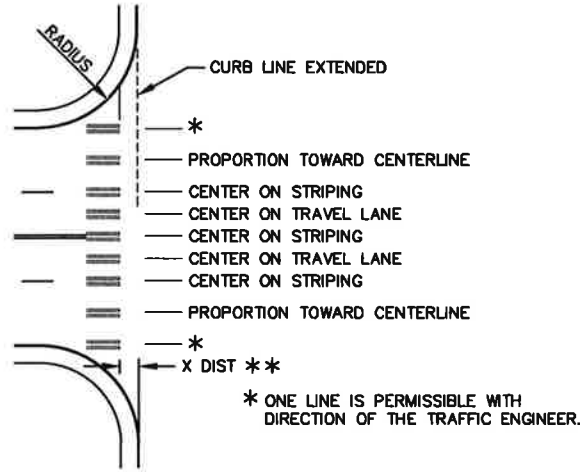 RADIUS
CURB LINE EXTENDED
*
PROPORTION TOWARD CENTERLINE
CENTER ON STRIPING
CENTER ON TRAVEL LANE
CENTER ON STRIPING
CENTER ON TRAVEL LANE
CENTER ON STRIPING
PROPORTION TOWARD CENTERLINE
*
X DIST **
* ONE LINE IS PERMISSIBLE WITH
DIRECTION OF THE TRAFFIC ENGINEER.